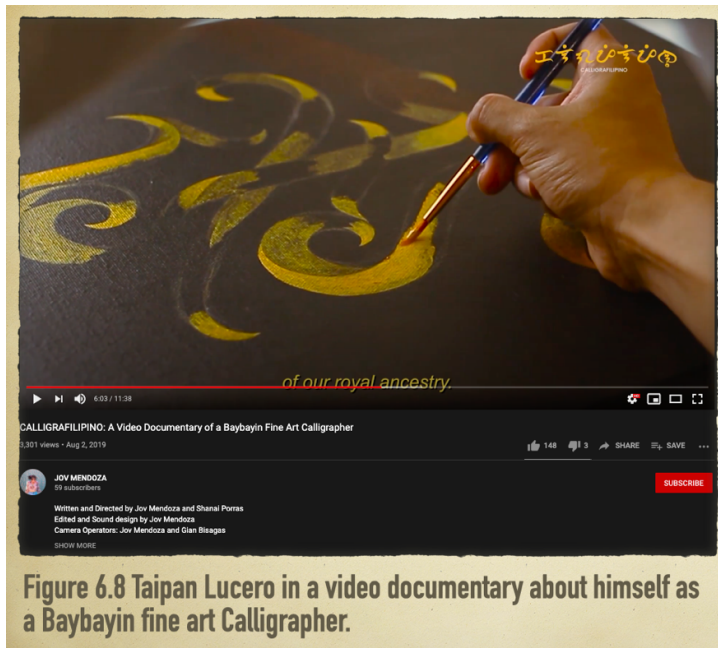 CALLIGRAFILIPINO
of our royal ancestry.
6:03 / 11:38
CALLIGRAFILIPINO: A Video Documentary of a Baybayin Fine Art Calligrapher
3,301 views • Aug 2, 2019
148 3 SHARE SAVE
JOV MENDOZA
59 subscribers
SUBSCRIBE
Written and Directed by Jov Mendoza and Shanai Porras
Edited and Sound design by Jov Mendoza
Camera Operators: Jov Mendoza and Gian Bisagas
SHOW MORE
Figure 6.8 Taipan Lucero in a video documentary about himself as
a Baybayin fine art Calligrapher.